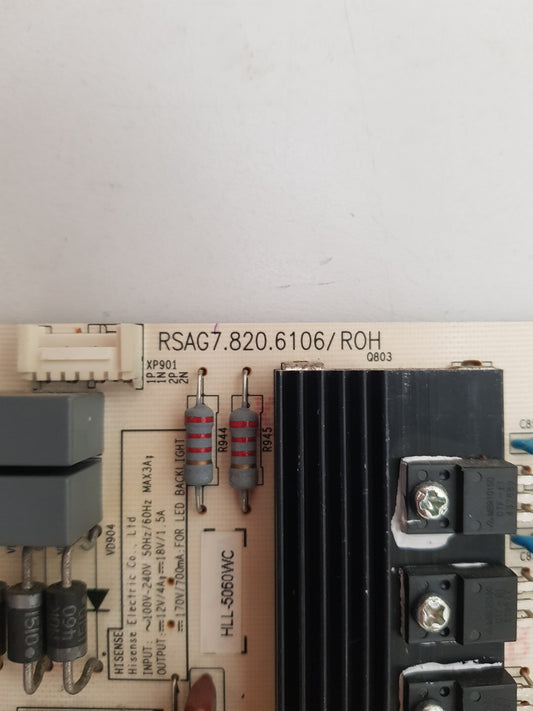 RSAG7.820.6106/ROH
XP901
1P
1N
2P
2N
Q803
R944
R945
VD904
HISENSE
Hisense Electric Co., Ltd
INPUT: ~100V-240V 50Hz/60Hz MAX3A;
OUTPUT: ⎓12V/4A; ⎓18V/1.5A
⎓170V/700mA:FOR LED BACKLIGHT
HLL-5060WC